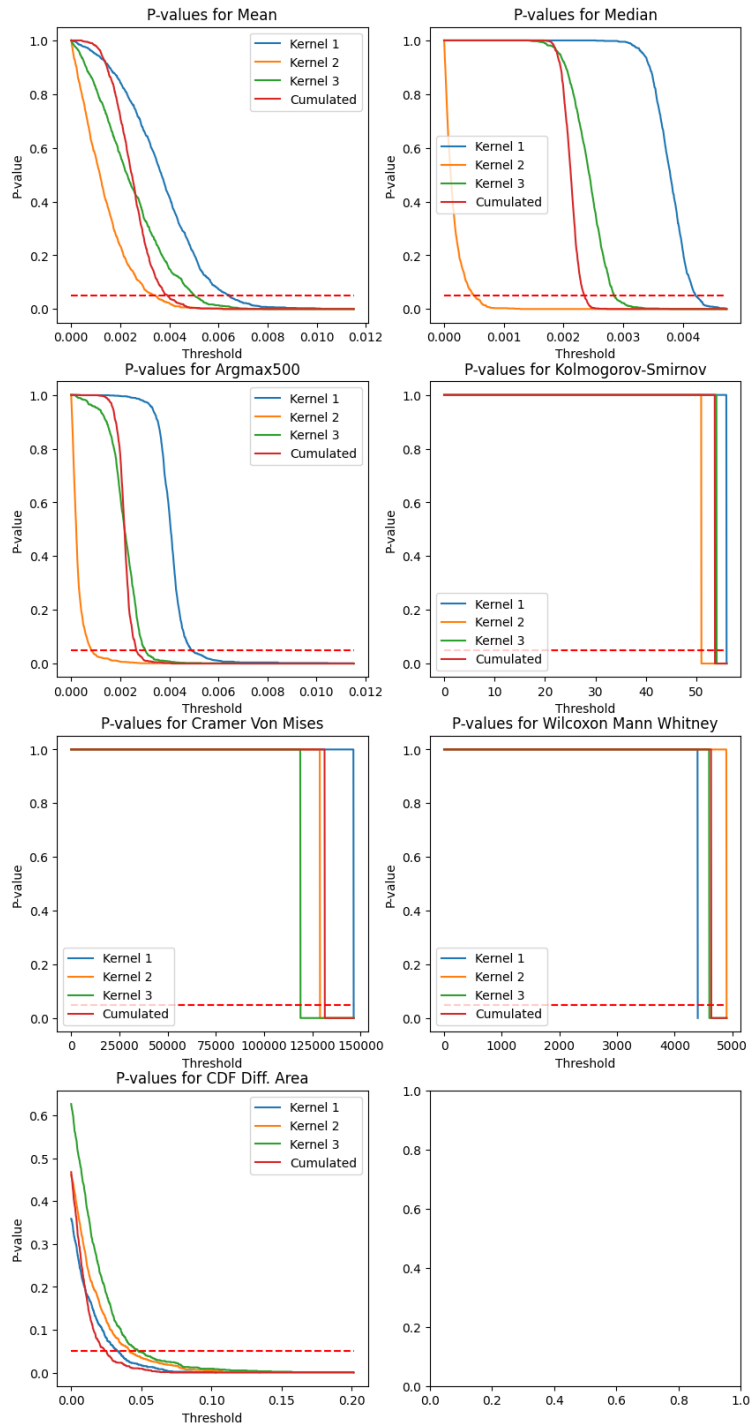 P-values for Mean
1.0
0.8
0.6
0.4
0.2
0.0
P-value
Kernel 1
Kernel 2
Kernel 3
Cumulated
0.000 0.002 0.004 0.006 0.008 0.010 0.012
Threshold
P-values for Median
1.0
0.8
0.6
0.4
0.2
0.0
P-value
Kernel 1
Kernel 2
Kernel 3
Cumulated
0.000 0.001 0.002 0.003 0.004
Threshold
P-values for Argmax500
1.0
0.8
0.6
0.4
0.2
0.0
P-value
Kernel 1
Kernel 2
Kernel 3
Cumulated
0.000 0.002 0.004 0.006 0.008 0.010 0.012
Threshold
P-values for Kolmogorov-Smirnov
1.0
0.8
0.6
0.4
0.2
0.0
P-value
Kernel 1
Kernel 2
Kernel 3
Cumulated
0 10 20 30 40 50
Threshold
P-values for Cramer Von Mises
1.0
0.8
0.6
0.4
0.2
0.0
P-value
Kernel 1
Kernel 2
Kernel 3
Cumulated
0 25000 50000 75000 100000 125000 150000
Threshold
P-values for Wilcoxon Mann Whitney
1.0
0.8
0.6
0.4
0.2
0.0
P-value
Kernel 1
Kernel 2
Kernel 3
Cumulated
0 1000 2000 3000 4000 5000
Threshold
P-values for CDF Diff. Area
0.6
0.5
0.4
0.3
0.2
0.1
0.0
P-value
Kernel 1
Kernel 2
Kernel 3
Cumulated
0.00 0.05 0.10 0.15 0.20
Threshold
1.0
0.8
0.6
0.4
0.2
0.0
0.0 0.2 0.4 0.6 0.8 1.0